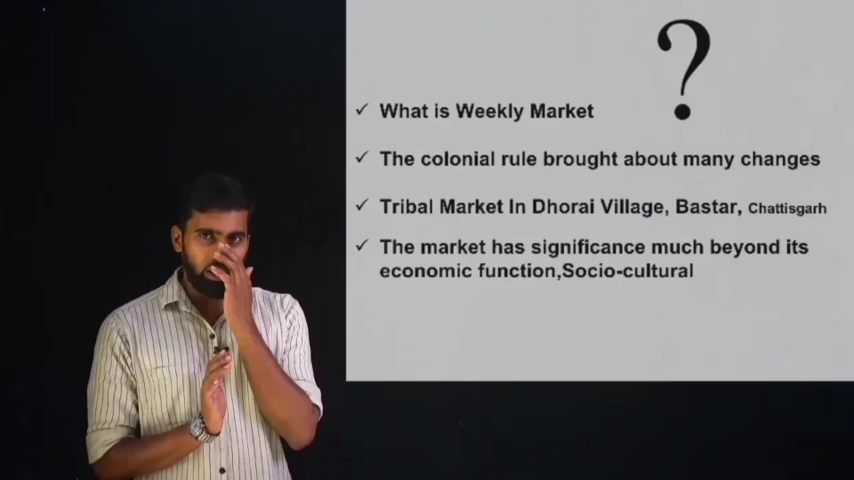 ?
✓ What is Weekly Market
✓ The colonial rule brought about many changes
✓ Tribal Market In Dhorai Village, Bastar, Chattisgarh
✓ The market has significance much beyond its
economic function,Socio-cultural